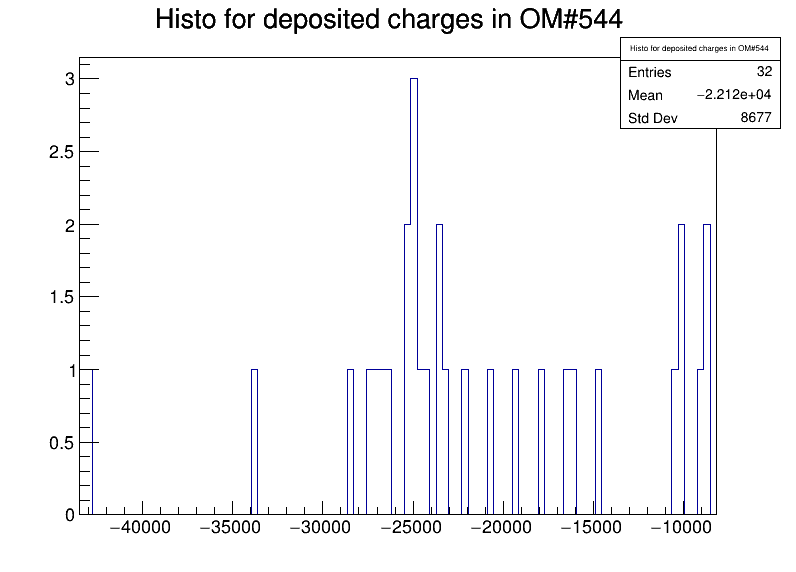 Histo for deposited charges in OM#544
Histo for deposited charges in OM#544
Entries 32
Mean −2.212e+04
Std Dev 8677
3
2.5
2
1.5
1
0.5
0
−40000 −35000 −30000 −25000 −20000 −15000 −10000